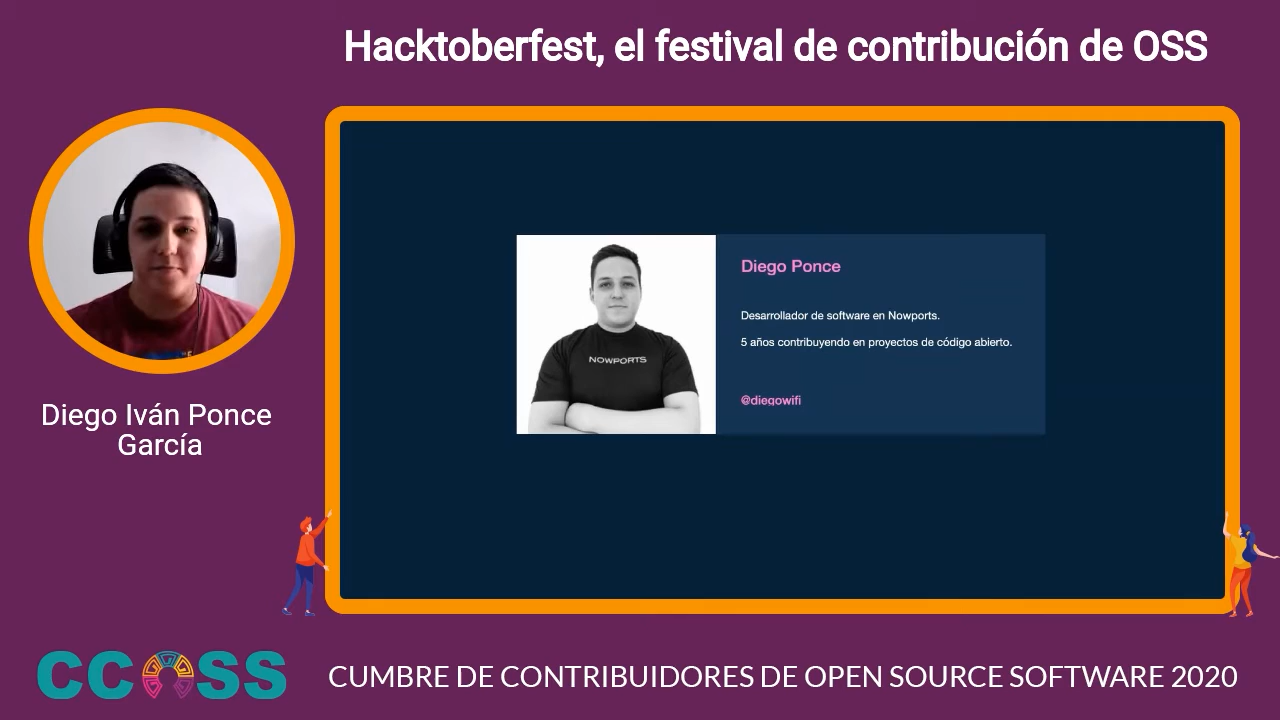 Hacktoberfest, el festival de contribución de OSS
Diego Iván Ponce
García
NOWPORTS
Diego Ponce
Desarrollador de software en Nowports.
5 años contribuyendo en proyectos de código abierto.
@diegowifi
CCOSS
CUMBRE DE CONTRIBUIDORES DE OPEN SOURCE SOFTWARE 2020